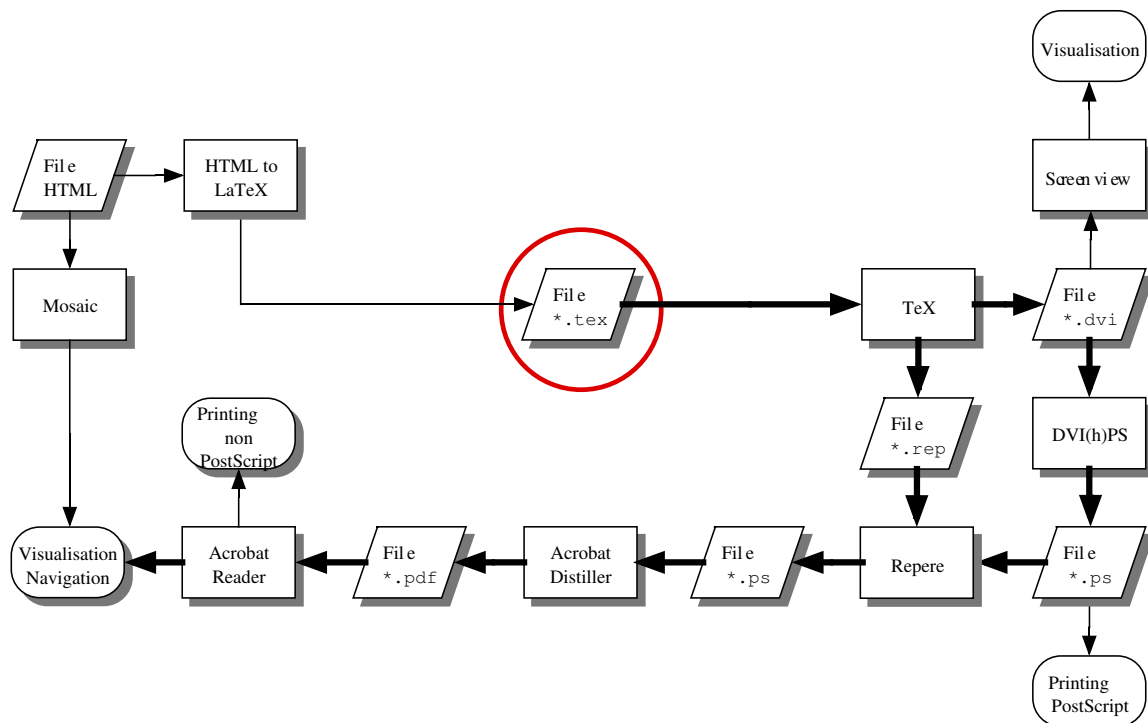 Visualisation
File
HTML
HTML to
LaTeX
Screen view
Mosaic
File
*.tex
TeX
File
*.dvi
Printing
non
PostScript
File
*.rep
DVI(h)PS
Visualisation
Navigation
Acrobat
Reader
File
*.pdf
Acrobat
Distiller
File
*.ps
Repere
File
*.ps
Printing
PostScript